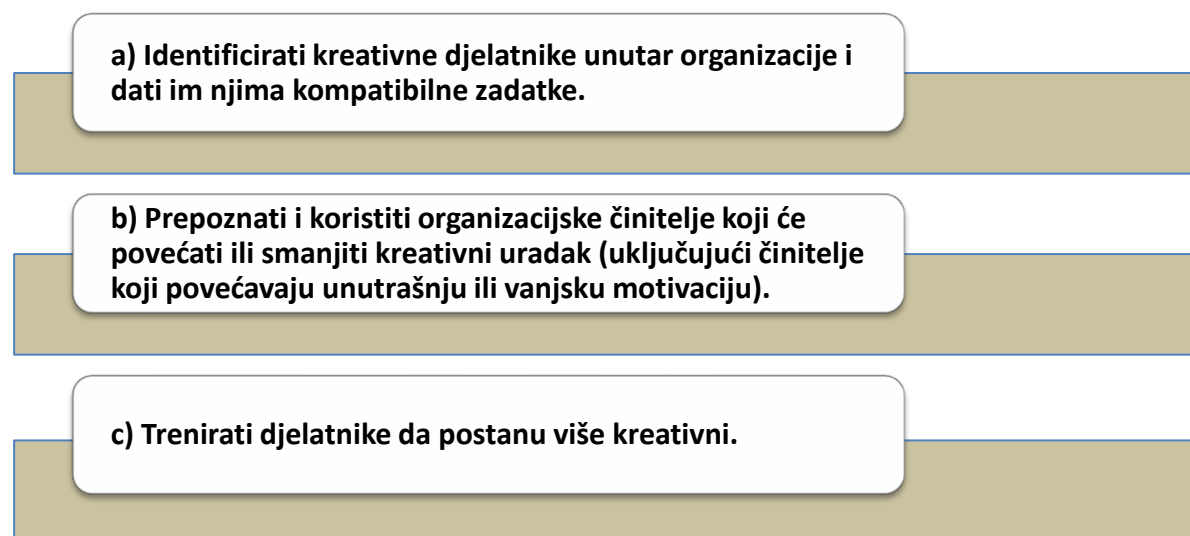 a) Identificirati kreativne djelatnike unutar organizacije i
dati im njima kompatibilne zadatke.
b) Prepoznati i koristiti organizacijske činitelje koji će
povećati ili smanjiti kreativni uradak (uključujući činitelje
koji povećavaju unutrašnju ili vanjsku motivaciju).
c) Trenirati djelatnike da postanu više kreativni.